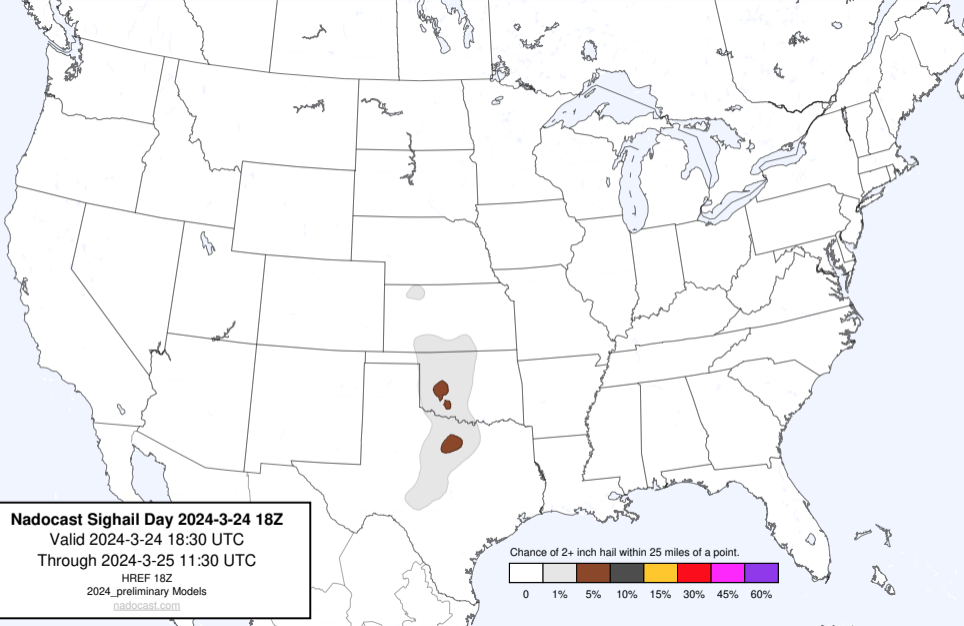 Nadocast Sighail Day 2024-3-24 18Z
Valid 2024-3-24 18:30 UTC
Through 2024-3-25 11:30 UTC
HREF 18Z
2024_preliminary Models
nadocast.com
Chance of 2+ inch hail within 25 miles of a point.
0 1% 5% 10% 15% 30% 45% 60%